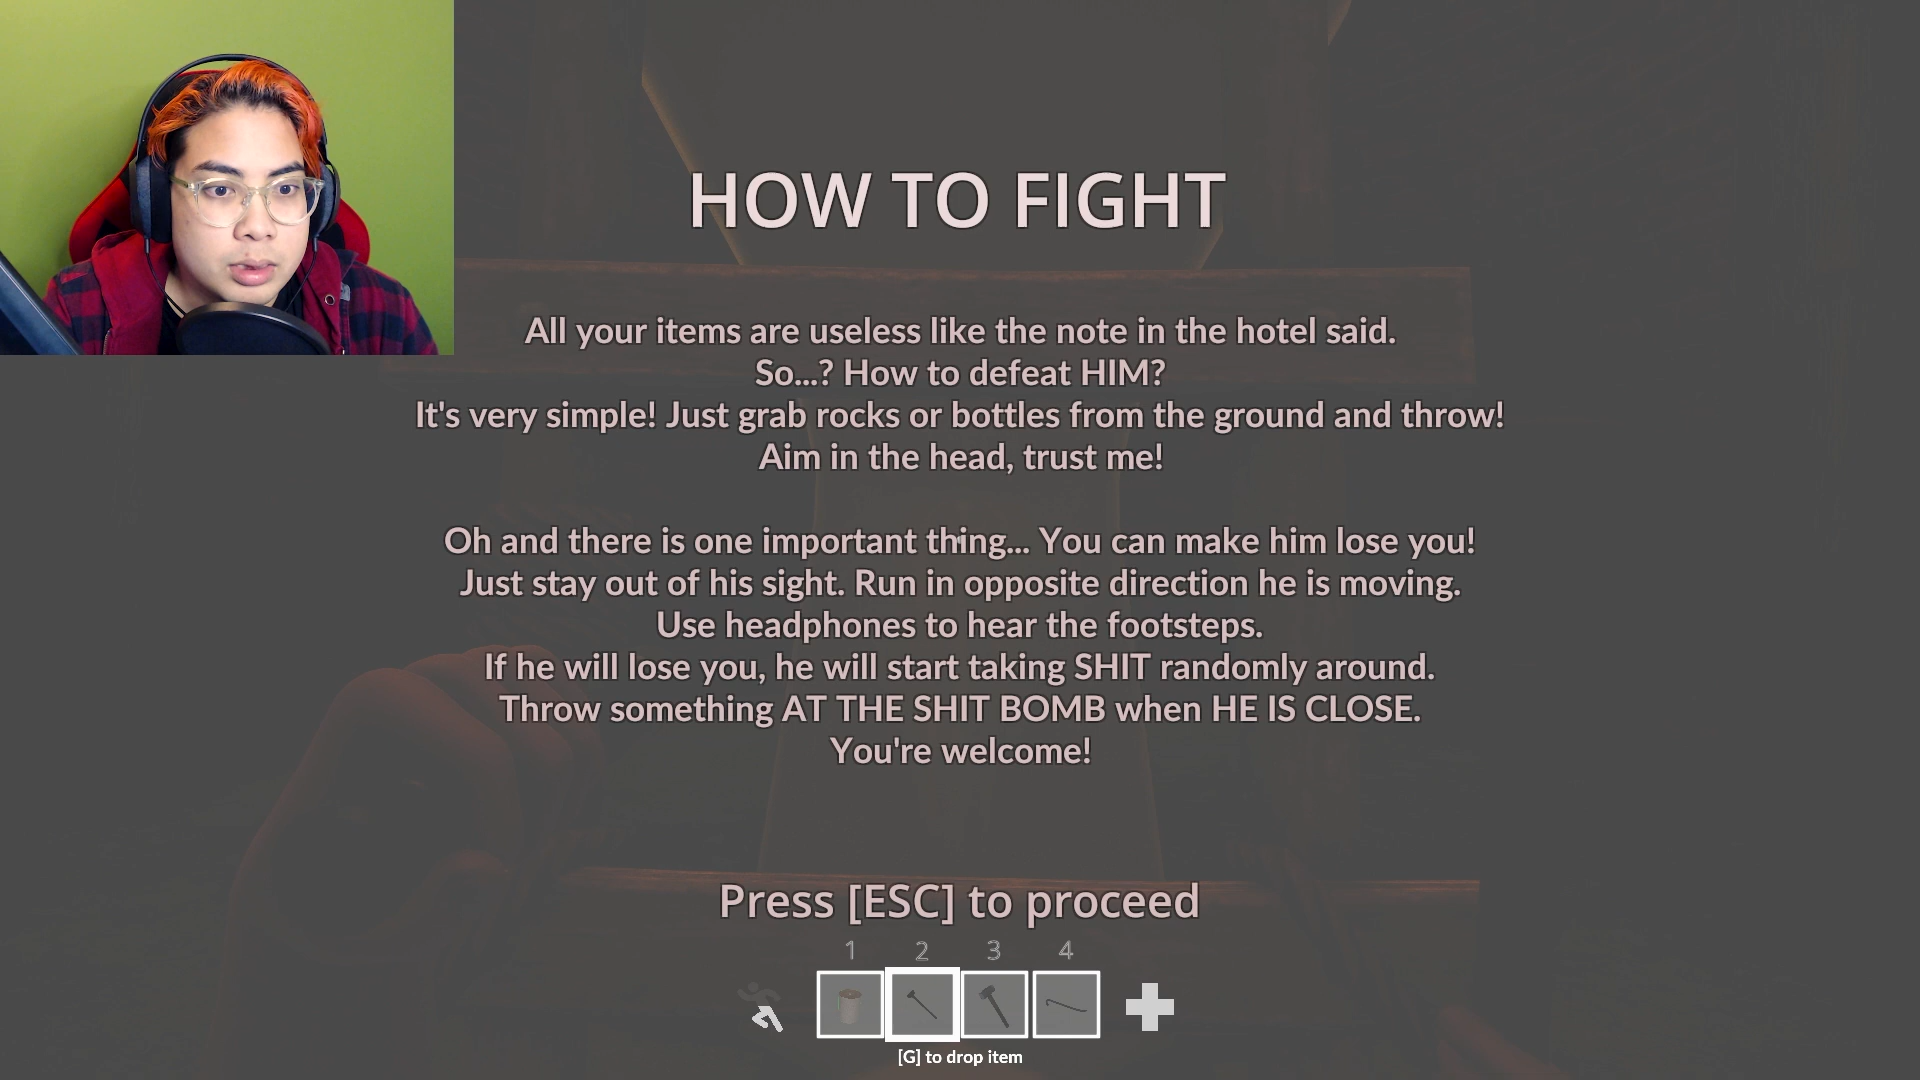 HOW TO FIGHT
All your items are useless like the note in the hotel said.
So...? How to defeat HIM?
It's very simple! Just grab rocks or bottles from the ground and throw!
Aim in the head, trust me!
Oh and there is one important thing... You can make him lose you!
Just stay out of his sight. Run in opposite direction he is moving.
Use headphones to hear the footsteps.
If he will lose you, he will start taking SHIT randomly around.
Throw something AT THE SHIT BOMB when HE IS CLOSE.
You're welcome!
Press [ESC] to proceed
1 2 3 4
[G] to drop item